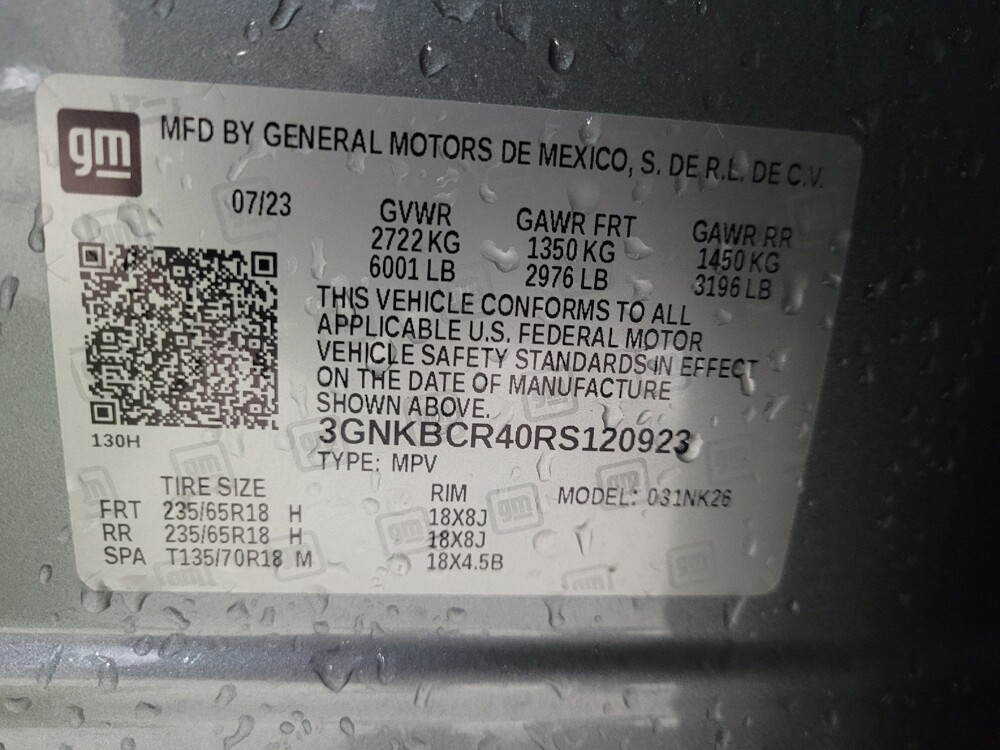 gm
MFD BY GENERAL MOTORS DE MEXICO, S. DE R.L. DE C.V.
07/23 GVWR GAWR FRT GAWR RR
2722 KG 1350 KG 1450 KG
6001 LB 2976 LB 3196 LB
THIS VEHICLE CONFORMS TO ALL
APPLICABLE U.S. FEDERAL MOTOR
VEHICLE SAFETY STANDARDS IN EFFECT
ON THE DATE OF MANUFACTURE
SHOWN ABOVE.
3GNKBCR40RS120923
130H
TYPE: MPV
TIRE SIZE RIM MODEL: 031NK26
FRT 235/65R18 H 18X8J
RR 235/65R18 H 18X8J
SPA T135/70R18 M 18X4.5B